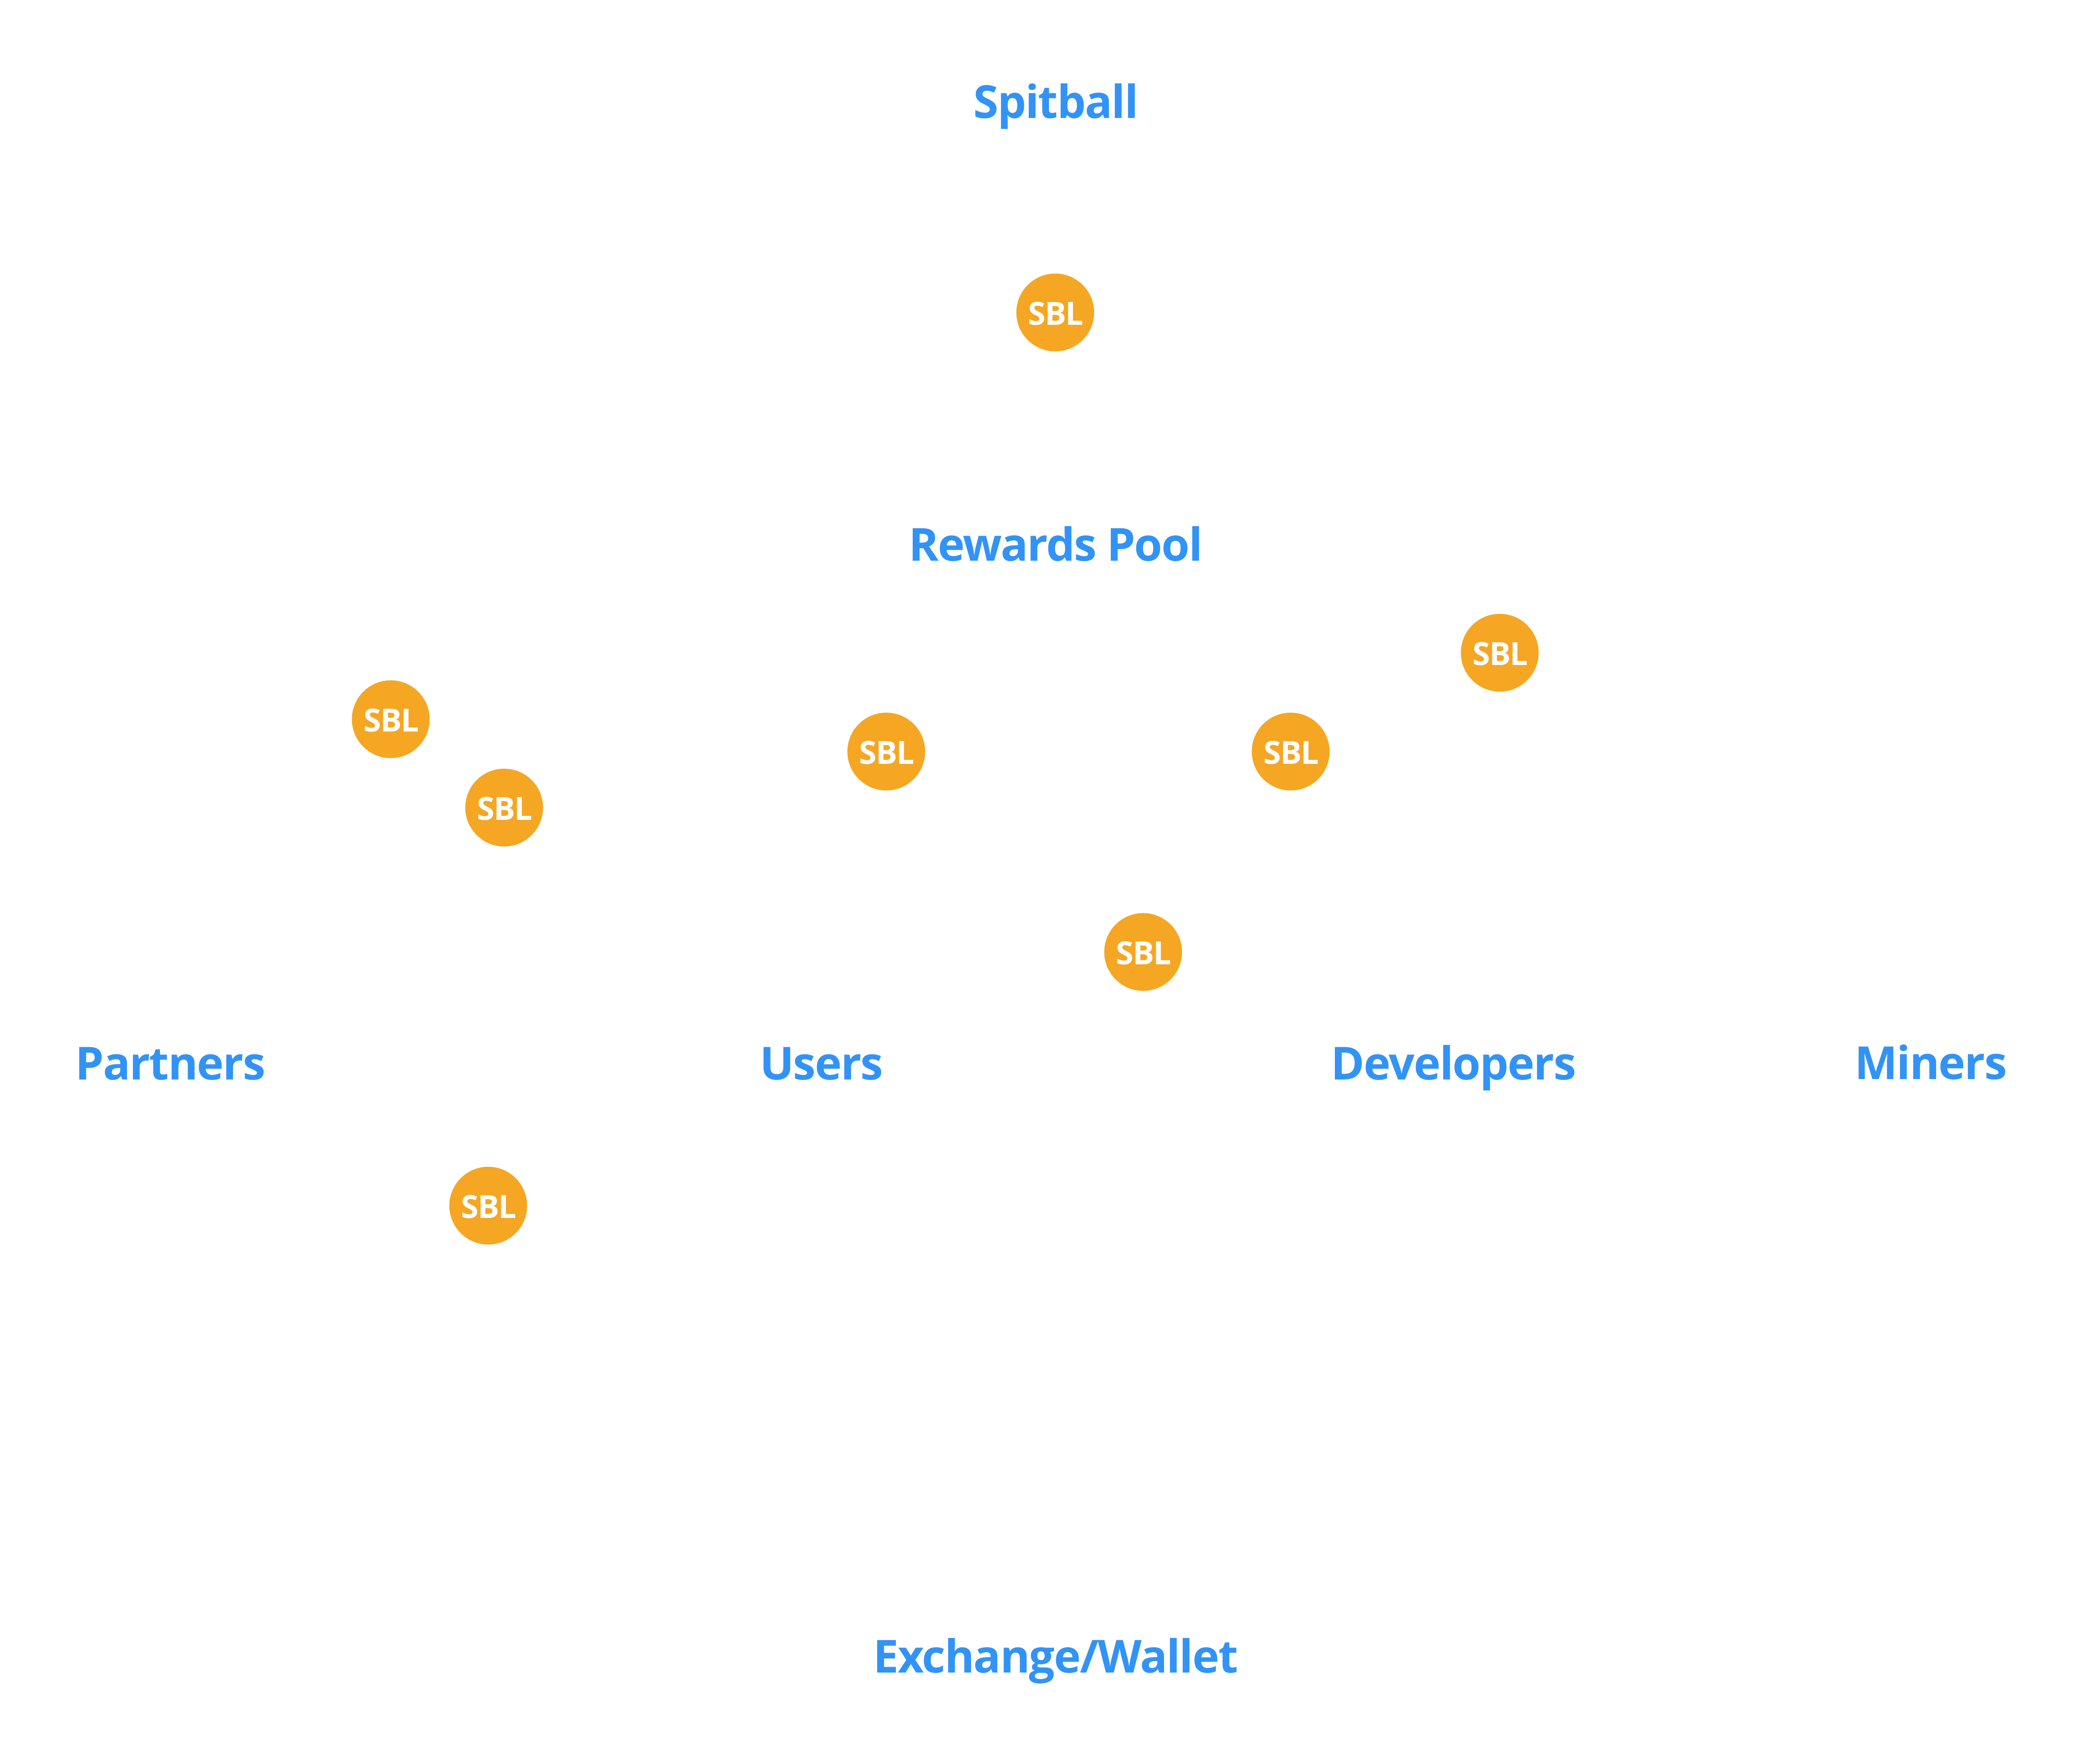 Spitball
SBL
Rewards Pool
SBL
SBL
SBL
SBL
SBL
SBL
Partners
Users
Developers
Miners
SBL
Exchange/Wallet